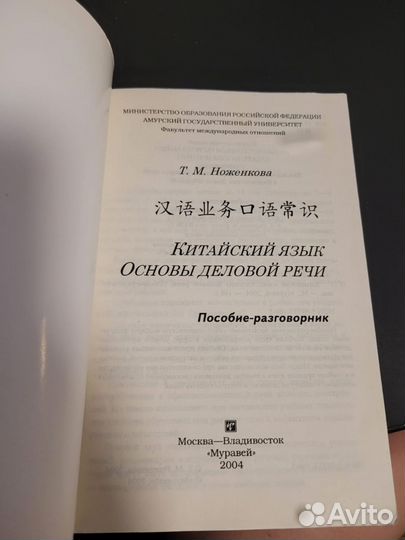 МИНИСТЕРСТВО ОБРАЗОВАНИЯ РОССИЙСКОЙ ФЕДЕРАЦИИ
АМУРСКИЙ ГОСУДАРСТВЕННЫЙ УНИВЕРСИТЕТ
Факультет международных отношений
Т. М. Ноженкова
汉语业务口语常识
КИТАЙСКИЙ ЯЗЫК
ОСНОВЫ ДЕЛОВОЙ РЕЧИ
Пособие-разговорник
Москва—Владивосток
«Муравей»
2004
Avito